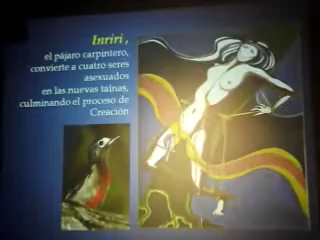 Inriri ,
el pájaro carpintero,
convierte a cuatro seres
asexuados
en las nuevas taínas,
culminando el proceso de
Creación